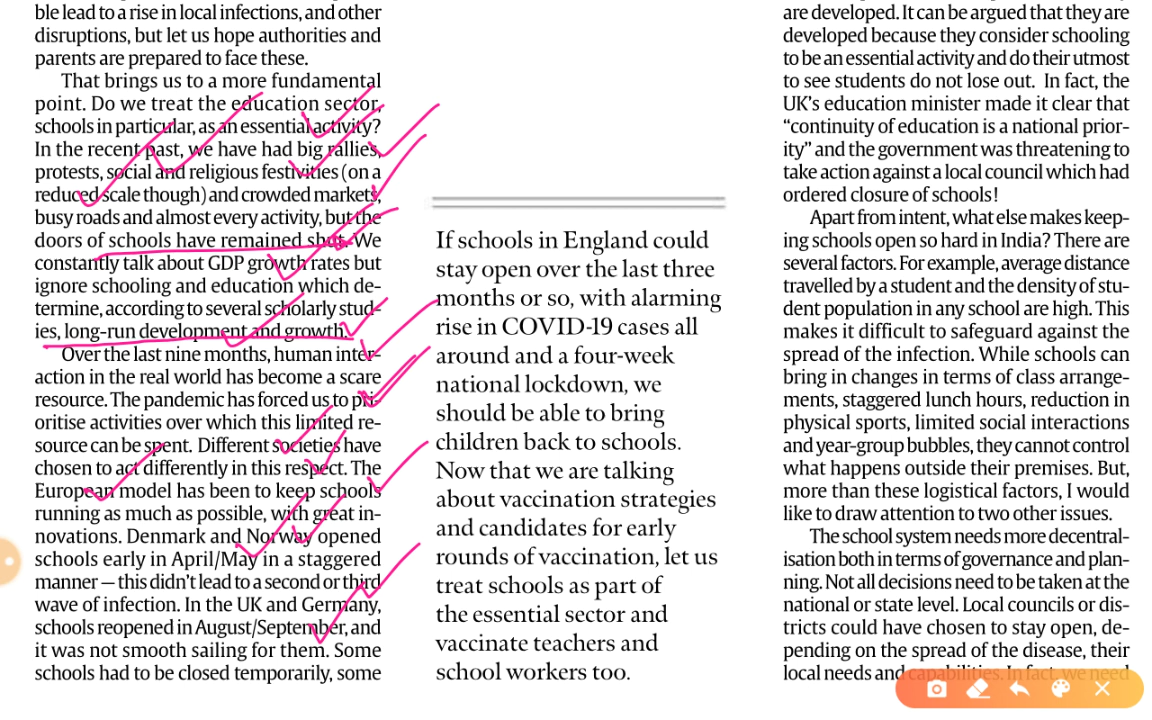 ble lead to a rise in local infections, and other
disruptions, but let us hope authorities and
parents are prepared to face these.
That brings us to a more fundamental
point. Do we treat the education sector,
schools in particular, as an essential activity?
In the recent past, we have had big rallies,
protests, social and religious festivities (on a
reduced scale though) and crowded markets,
busy roads and almost every activity, but the
doors of schools have remained shut. We
constantly talk about GDP growth rates but
ignore schooling and education which de-
termine, according to several scholarly stud-
ies, long-run development and growth.
Over the last nine months, human inter-
action in the real world has become a scare
resource. The pandemic has forced us to pri-
oritise activities over which this limited re-
source can be spent. Different societies have
chosen to act differently in this respect. The
European model has been to keep schools
running as much as possible, with great in-
novations. Denmark and Norway opened
schools early in April/May in a staggered
manner — this didn't lead to a second or third
wave of infection. In the UK and Germany,
schools reopened in August/September, and
it was not smooth sailing for them. Some
schools had to be closed temporarily, some
If schools in England could
stay open over the last three
months or so, with alarming
rise in COVID-19 cases all
around and a four-week
national lockdown, we
should be able to bring
children back to schools.
Now that we are talking
about vaccination strategies
and candidates for early
rounds of vaccination, let us
treat schools as part of
the essential sector and
vaccinate teachers and
school workers too.
are developed. It can be argued that they are
developed because they consider schooling
to be an essential activity and do their utmost
to see students do not lose out. In fact, the
UK's education minister made it clear that
"continuity of education is a national prior-
ity" and the government was threatening to
take action against a local council which had
ordered closure of schools!
Apart from intent, what else makes keep-
ing schools open so hard in India? There are
several factors. For example, average distance
travelled by a student and the density of stu-
dent population in any school are high. This
makes it difficult to safeguard against the
spread of the infection. While schools can
bring in changes in terms of class arrange-
ments, staggered lunch hours, reduction in
physical sports, limited social interactions
and year-group bubbles, they cannot control
what happens outside their premises. But,
more than these logistical factors, I would
like to draw attention to two other issues.
The school system needs more decentral-
isation both in terms of governance and plan-
ning. Not all decisions need to be taken at the
national or state level. Local councils or dis-
tricts could have chosen to stay open, de-
pending on the spread of the disease, their
local needs and capabilities. In fact, we need